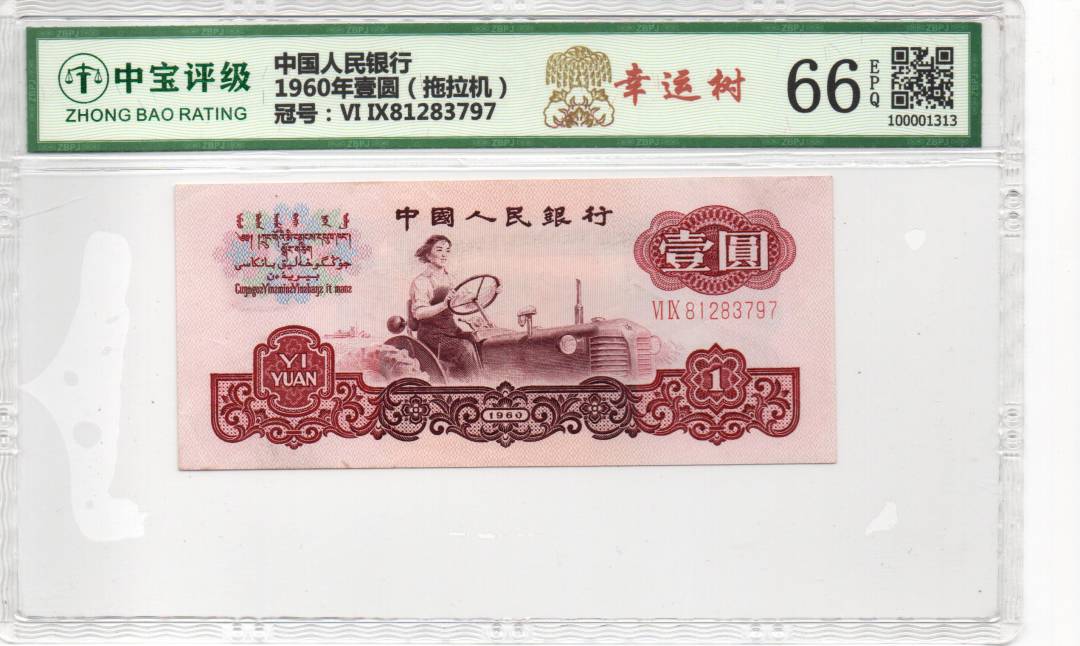 中宝评级
ZHONG BAO RATING
中国人民银行
1960年壹圆（拖拉机）
冠号：VI IX81283797
幸运树
66
EPQ
100001313
中國人民銀行
壹圓
VI IX 81283797
YI
YUAN
1
1960